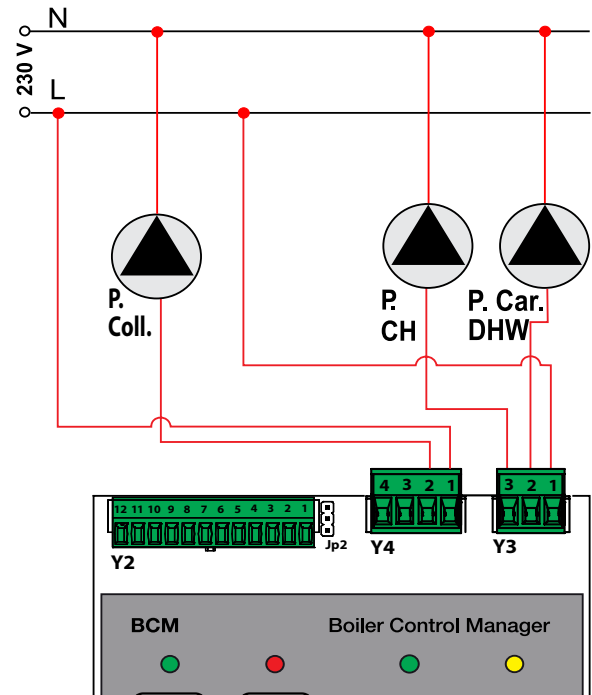 N
230 V
L
P.
Coll.
P.
CH
P. Car.
DHW
4 3 2 1
3 2 1
12 11 10 9 8 7 6 5 4 3 2 1
Jp2
Y2
Y4
Y3
BCM
Boiler Control Manager